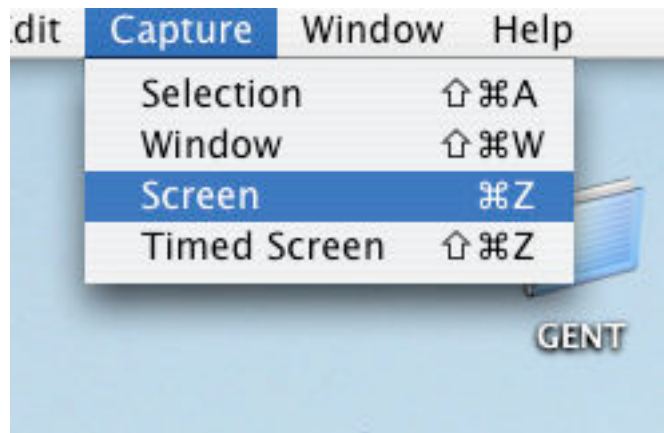 dit Capture Window Help
Selection ⇧⌘A
Window ⇧⌘W
Screen ⌘Z
Timed Screen ⇧⌘Z
GENT